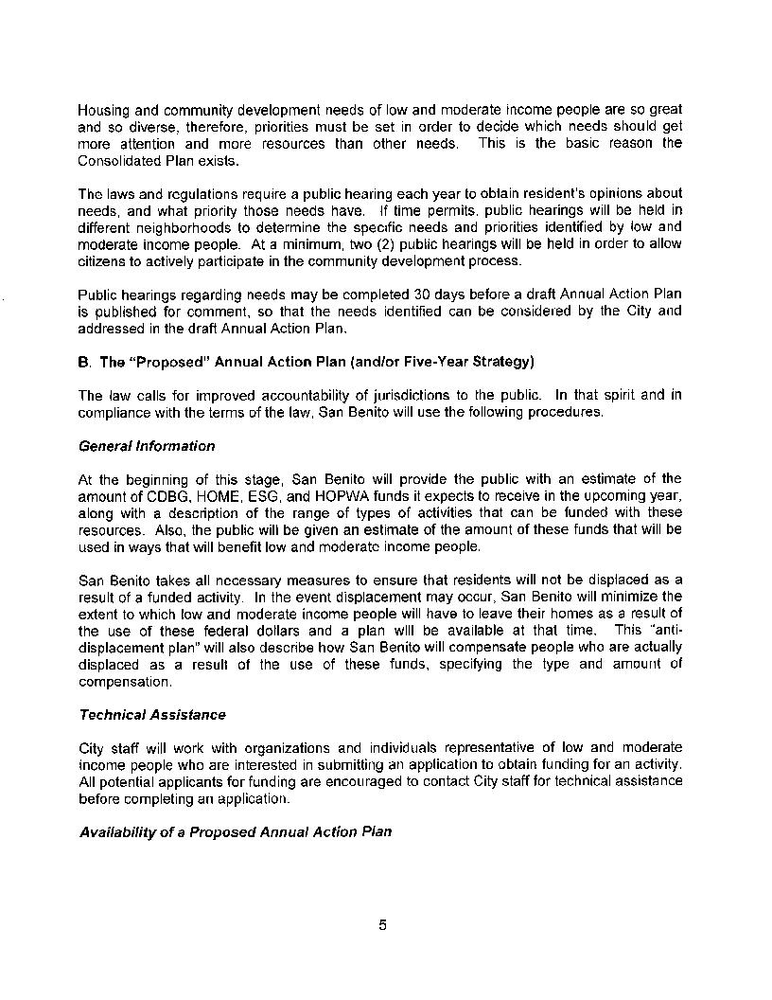 Housing and community development needs of low and moderate income people are so great
and so diverse, therefore, priorities must be set in order to decide which needs should get
more attention and more resources than other needs. This is the basic reason the
Consolidated Plan exists.
The laws and regulations require a public hearing each year to obtain resident's opinions about
needs, and what priority those needs have. If time permits, public hearings will be held in
different neighborhoods to determine the specific needs and priorities identified by low and
moderate income people. At a minimum, two (2) public hearings will be held in order to allow
citizens to actively participate in the community development process.
Public hearings regarding needs may be completed 30 days before a draft Annual Action Plan
is published for comment, so that the needs identified can be considered by the City and
addressed in the draft Annual Action Plan.
B. The “Proposed” Annual Action Plan (and/or Five-Year Strategy)
The law calls for improved accountability of jurisdictions to the public. In that spirit and in
compliance with the terms of the law, San Benito will use the following procedures.
General Information
At the beginning of this stage, San Benito will provide the public with an estimate of the
amount of CDBG, HOME, ESG, and HOPWA funds it expects to receive in the upcoming year,
along with a description of the range of types of activities that can be funded with these
resources. Also, the public will be given an estimate of the amount of these funds that will be
used in ways that will benefit low and moderate income people.
San Benito takes all necessary measures to ensure that residents will not be displaced as a
result of a funded activity. In the event displacement may occur, San Benito will minimize the
extent to which low and moderate income people will have to leave their homes as a result of
the use of these federal dollars and a plan will be available at that time. This “anti-
displacement plan” will also describe how San Benito will compensate people who are actually
displaced as a result of the use of these funds, specifying the type and amount of
compensation.
Technical Assistance
City staff will work with organizations and individuals representative of low and moderate
income people who are interested in submitting an application to obtain funding for an activity.
All potential applicants for funding are encouraged to contact City staff for technical assistance
before completing an application.
Availability of a Proposed Annual Action Plan
5